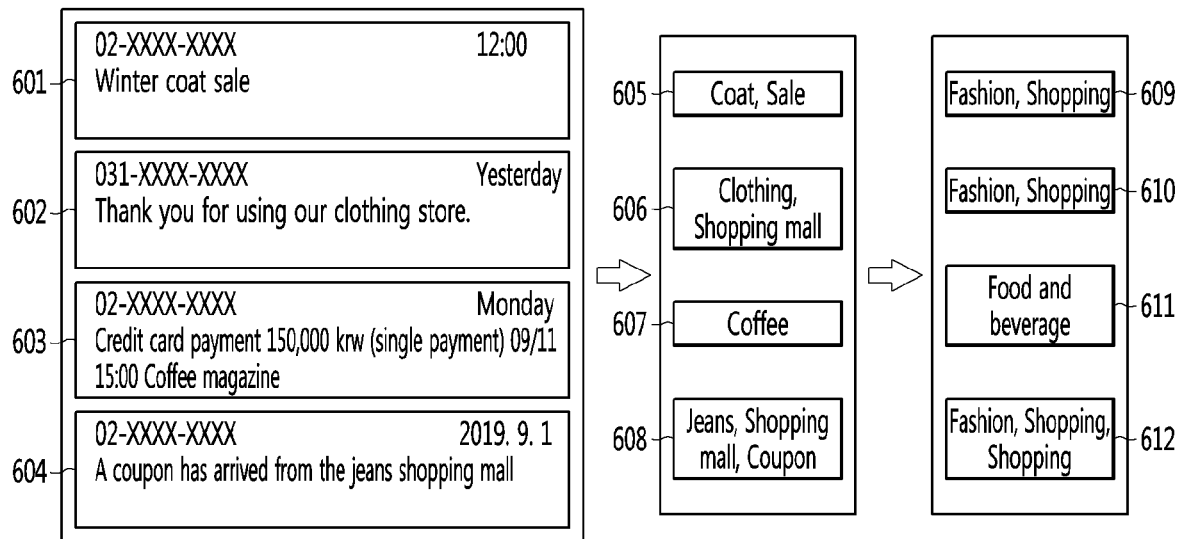 02-XXXX-XXXX 12:00
Winter coat sale
601
031-XXXX-XXXX Yesterday
Thank you for using our clothing store.
602
02-XXXX-XXXX Monday
Credit card payment 150,000 krw (single payment) 09/11
15:00 Coffee magazine
603
02-XXXX-XXXX 2019. 9. 1
A coupon has arrived from the jeans shopping mall
604
605
Coat, Sale
606
Clothing,
Shopping mall
607
Coffee
608
Jeans, Shopping
mall, Coupon
Fashion, Shopping
609
Fashion, Shopping
610
Food and
beverage
611
Fashion, Shopping,
Shopping
612